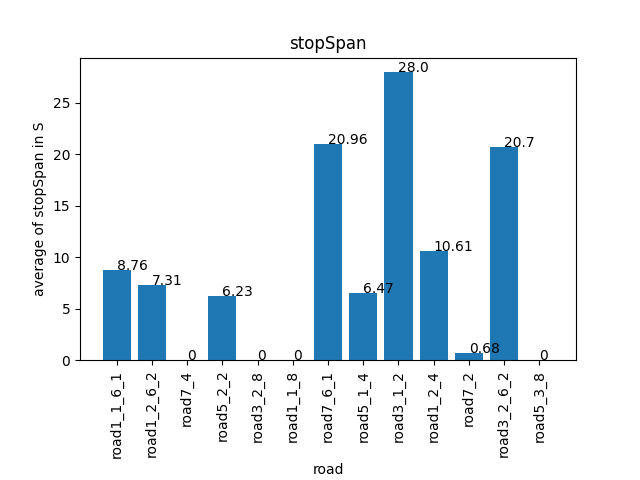 stopSpan
average of stopSpan in S
25
20
15
10
5
0
8.76
7.31
0
6.23
0
0
20.96
6.47
28.0
10.61
0.68
20.7
0
road1_1_6_1
road1_2_6_2
road7_4
road5_2_2
road3_2_8
road1_1_8
road7_6_1
road5_1_4
road3_1_2
road1_2_4
road7_2
road3_2_6_2
road5_3_8
road